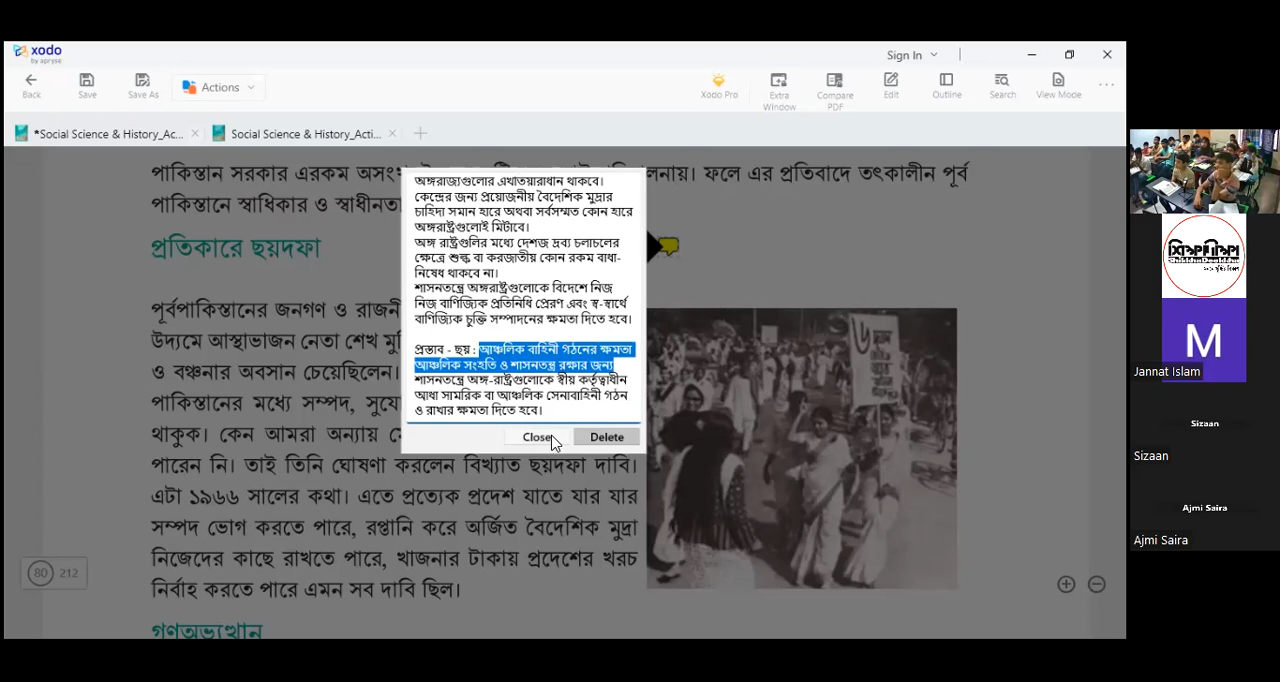 xodo
by apryse
Sign In
Back
Save
Save As
Actions
Xodo Pro
Extra Window
Compare PDF
Edit
Outline
Search
View Mode
*Social Science & History_Ac...
Social Science & History_Acti...
পাকিস্তান সরকার এরকম
নায়। ফলে এর প্রতিবাদে তৎকালীন পূর্ব
পাকিস্তানে স্বাধিকার ও স্বাধীনতা
প্রতিকারে ছয়দফা
পূর্বপাকিস্তানের জনগণ ও
উদ্যমে আস্থাভাজন নেতা শেখ
ও বঞ্চনার অবসান চেয়েছিলেন।
পাকিস্তানের মধ্যে সম্পদ,
থাকুক। কেন আমরা অন্যায়
পারেন নি। তাই তিনি ঘোষণা করলেন বিখ্যাত ছয়দফা দাবি।
এটা ১৯৬৬ সালের কথা। এতে প্রত্যেক প্রদেশ যাতে যার যার
সম্পদ ভোগ করতে পারে, রপ্তানি করে অর্জিত বৈদেশিক মুদ্রা
নিজেদের কাছে রাখতে পারে, খাজনার টাকায় প্রদেশের খরচ
নির্বাহ করতে পারে এমন সব দাবি ছিল।
গণঅভ্যুত্থান
অঙ্গরাজ্যগুলোর এখতিয়ারাধীন থাকবে।
কেন্দ্রের জন্য প্রয়োজনীয় বৈদেশিক মুদ্রার
চাহিদা সমান হারে অথবা সর্বসম্মত কোন হারে
অঙ্গরাষ্ট্রগুলোই মিটাবে।
অঙ্গ রাষ্ট্রগুলির মধ্যে দেশজ দ্রব্য চলাচলের
ক্ষেত্রে শুল্ক বা করজাতীয় কোন রকম বাধা-
নিষেধ থাকবে না।
শাসনতন্ত্রে অঙ্গরাষ্ট্রগুলোকে বিদেশে নিজ
নিজ বাণিজ্যিক প্রতিনিধি প্রেরণ এবং স্ব-স্বার্থে
বাণিজ্যিক চুক্তি সম্পাদনের ক্ষমতা দিতে হবে।
প্রস্তাব - ছয় : আঞ্চলিক বাহিনী গঠনের ক্ষমতা
আঞ্চলিক সংহতি ও শাসনতন্ত্র রক্ষার জন্য
শাসনতন্ত্রে অঙ্গ-রাষ্ট্রগুলোকে স্বীয় কর্তৃত্বাধীন
আধা সামরিক বা আঞ্চলিক সেনাবাহিনী গঠন
ও রাখার ক্ষমতা দিতে হবে।
Close
Delete
80
212
৬
M
Jannat Islam
Sizaan
Sizaan
Ajmi Saira
Ajmi Saira